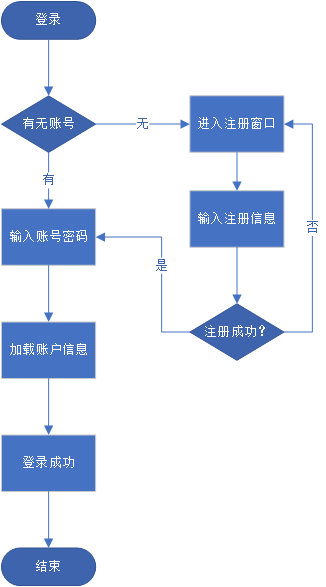 登录
有无账号
无
进入注册窗口
有
输入账号密码
输入注册信息
否
是
加载账户信息
注册成功？
登录成功
结束